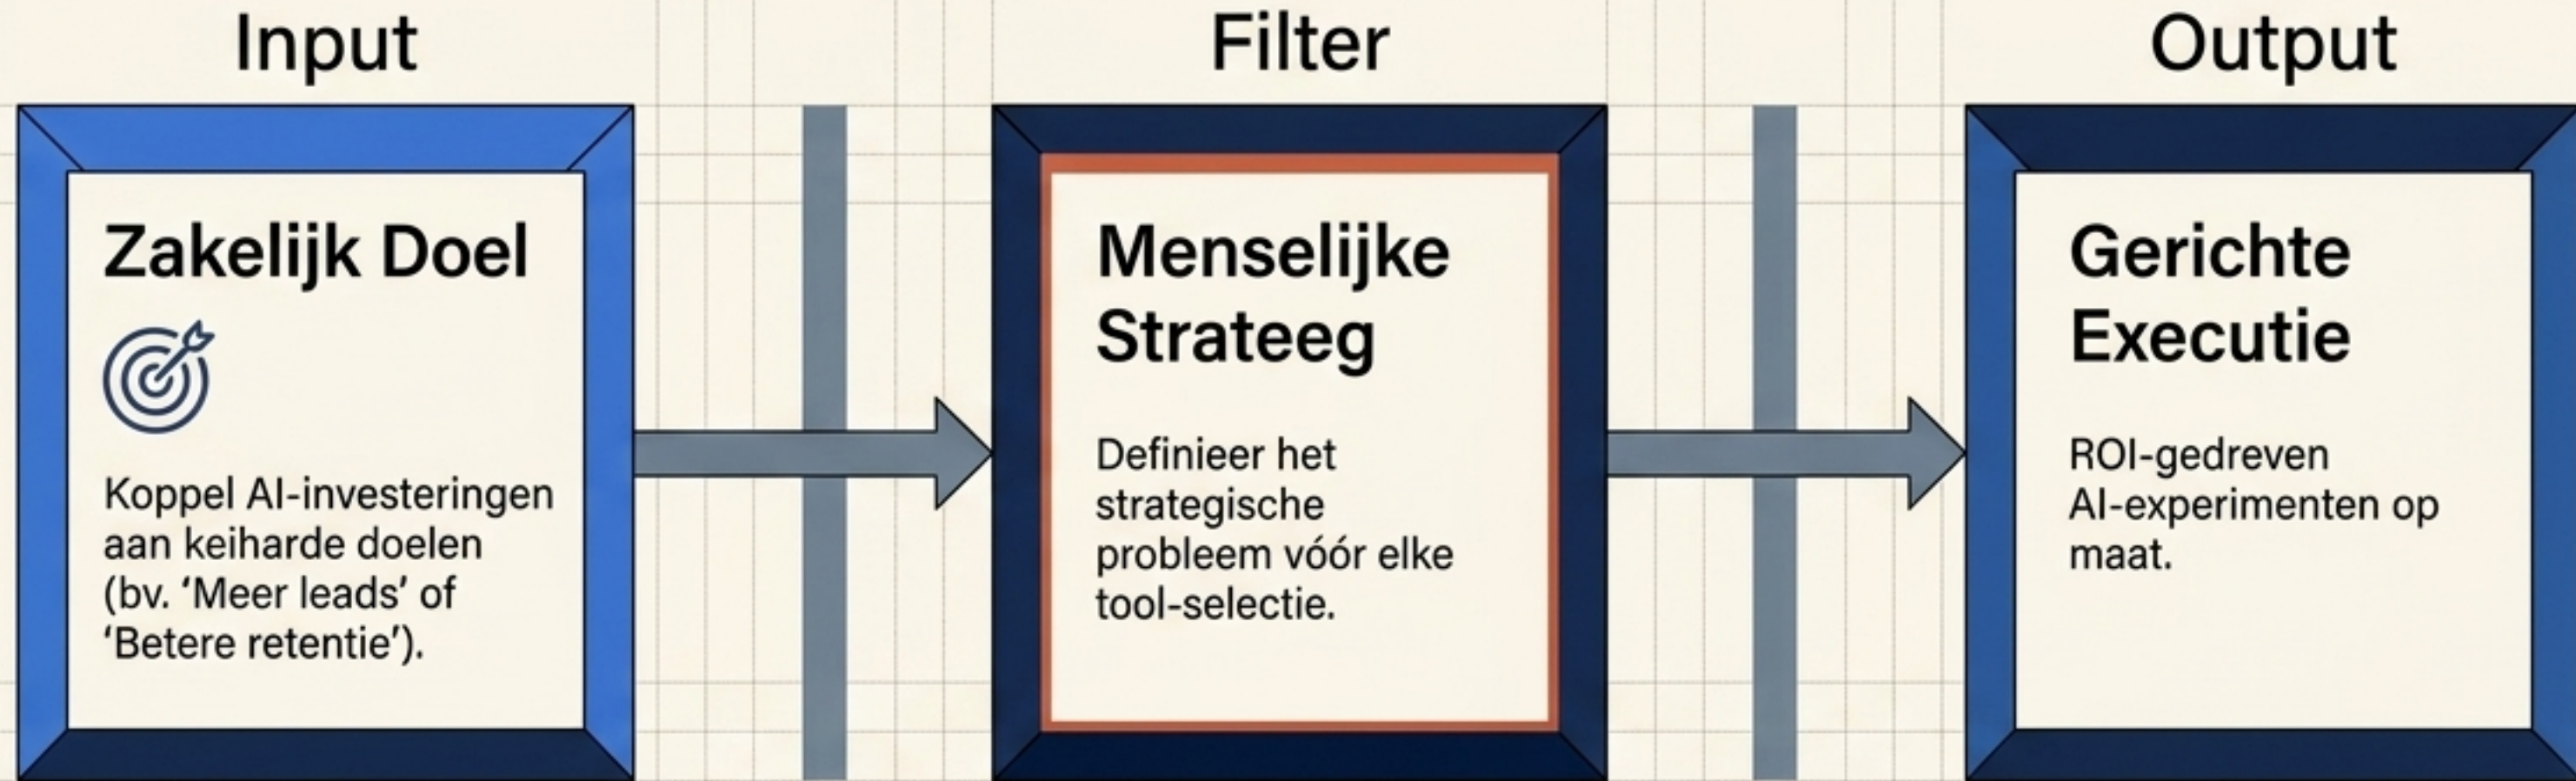 Input
Zakelijk Doel
Koppel AI-investeringen
aan keiharde doelen
(bv. ‘Meer leads’ of
‘Betere retentie’).
Filter
Menselijke
Strateeg
Definieer het
strategische
probleem vóór elke
tool-selectie.
Output
Gerichte
Executie
ROI-gedreven
AI-experimenten op
maat.